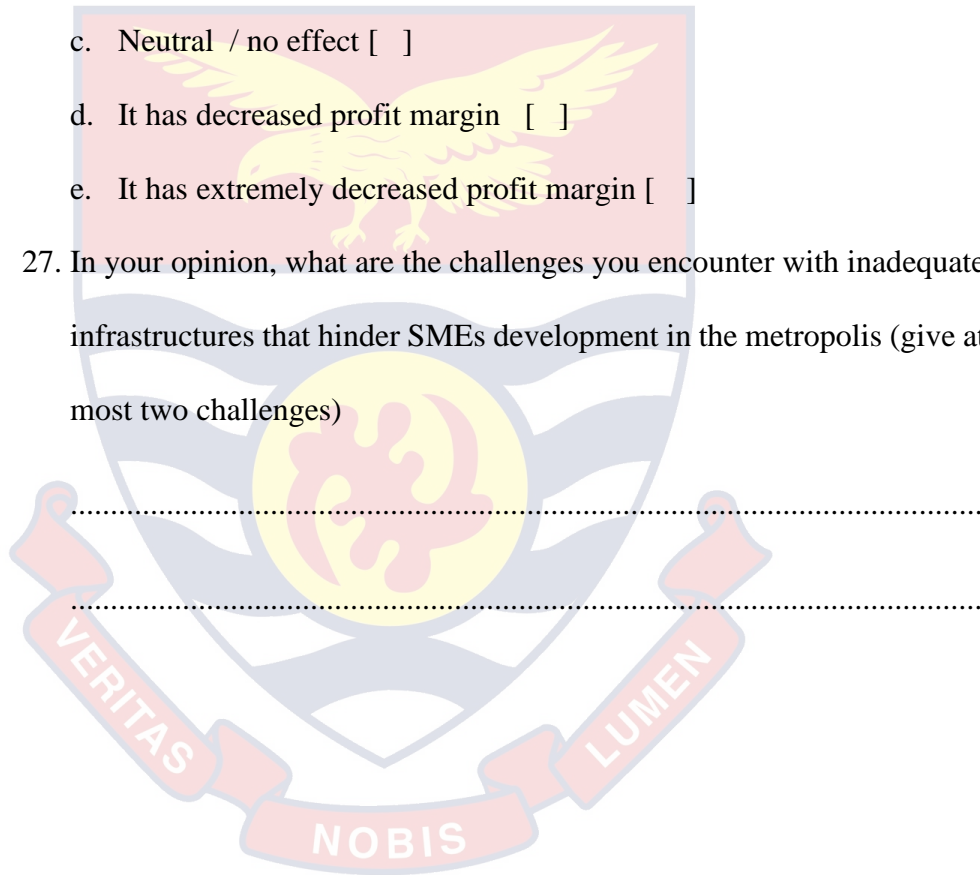 c. Neutral / no effect [ ]
d. It has decreased profit margin [ ]
e. It has extremely decreased profit margin [ ]
27. In your opinion, what are the challenges you encounter with inadequate
infrastructures that hinder SMEs development in the metropolis (give at
most two challenges)
................................................................................................................
................................................................................................................
VERITAS
NOBIS
LUMEN